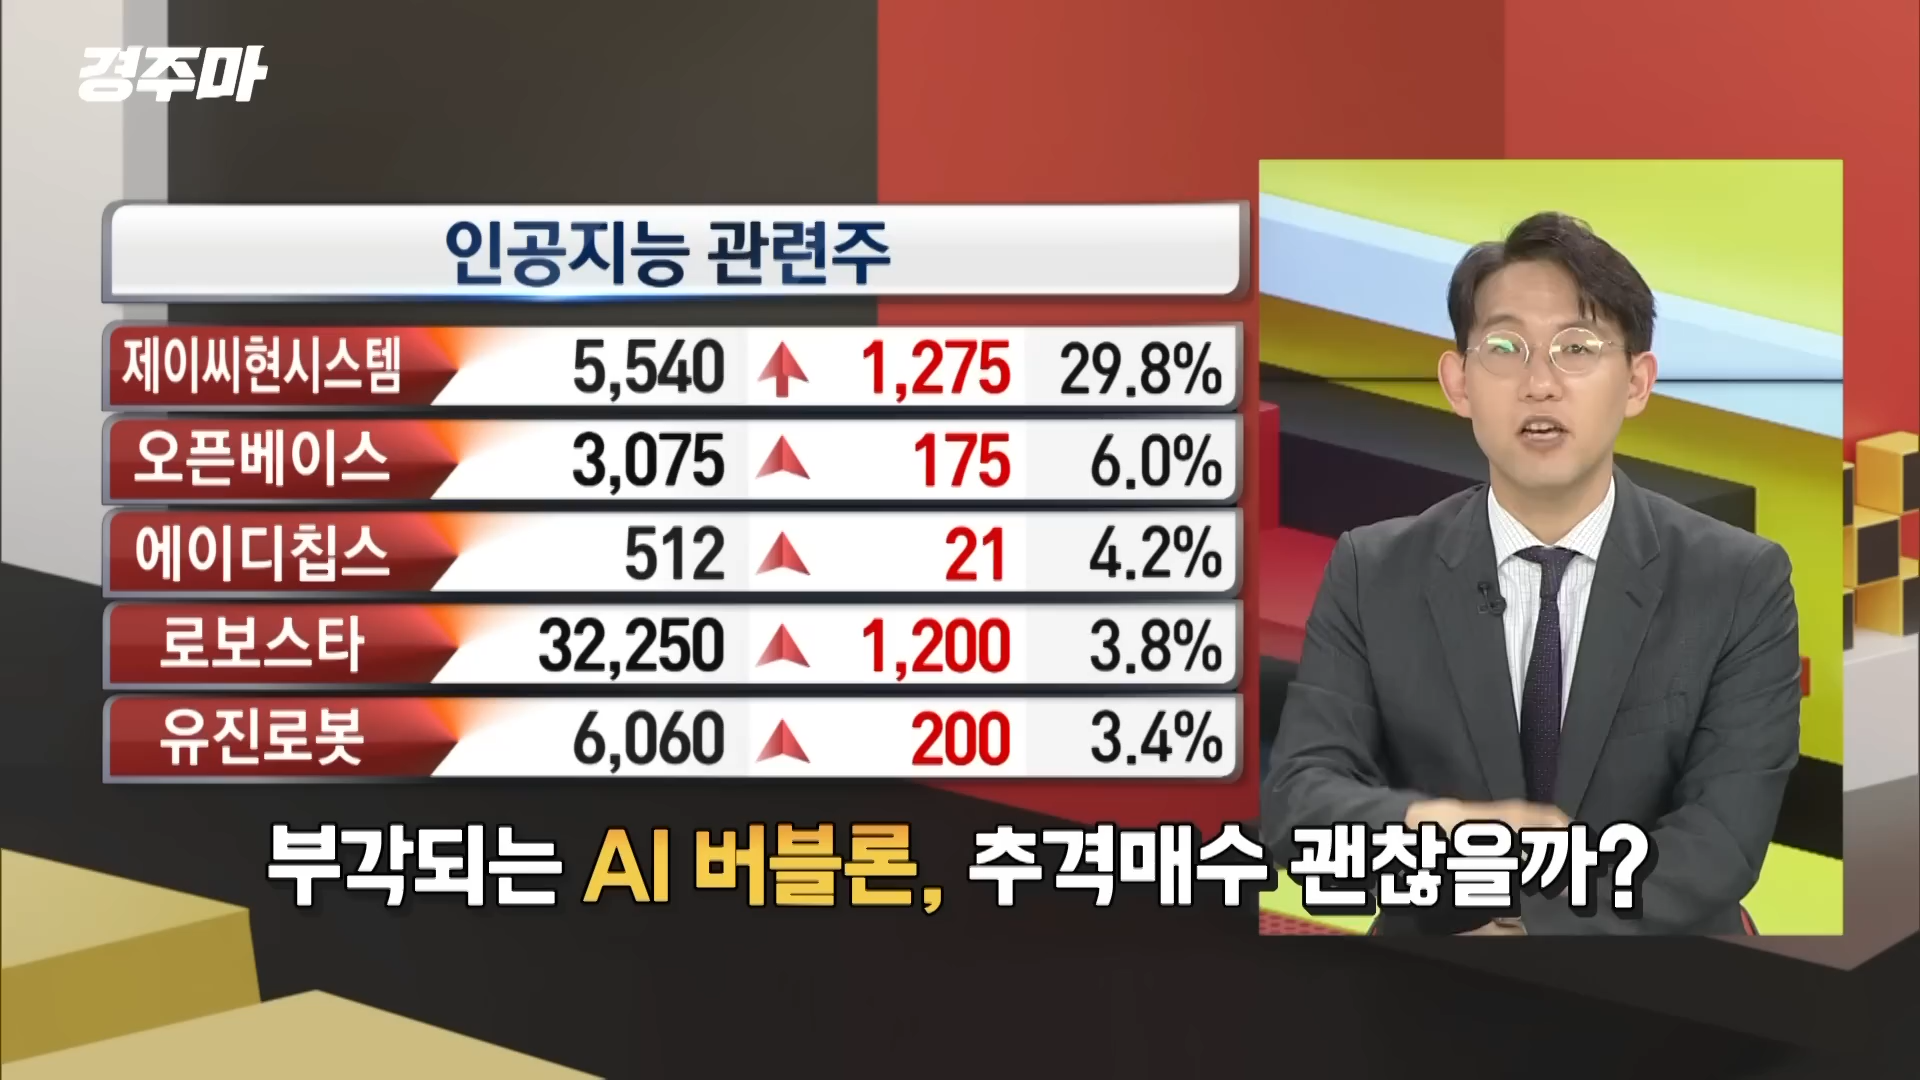 경주마
인공지능 관련주
제이씨현시스템 5,540 1,275 29.8%
오픈베이스 3,075 175 6.0%
에이디칩스 512 21 4.2%
로보스타 32,250 1,200 3.8%
유진로봇 6,060 200 3.4%
부각되는 AI 버블론, 추격매수 괜찮을까?